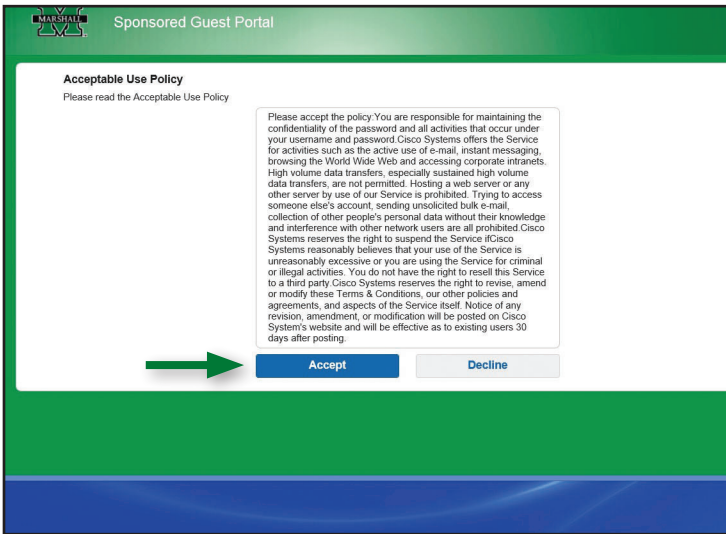 MARSHALL
Sponsored Guest Portal
Acceptable Use Policy
Please read the Acceptable Use Policy
Please accept the policy:You are responsible for maintaining the
confidentiality of the password and all activities that occur under
your username and password.Cisco Systems offers the Service
for activities such as the active use of e-mail, instant messaging,
browsing the World Wide Web and accessing corporate intranets.
High volume data transfers, especially sustained high volume
data transfers, are not permitted. Hosting a web server or any
other server by use of our Service is prohibited. Trying to access
someone else's account, sending unsolicited bulk e-mail,
collection of other people's personal data without their knowledge
and interference with other network users are all prohibited.Cisco
Systems reserves the right to suspend the Service ifCisco
Systems reasonably believes that your use of the Service is
unreasonably excessive or you are using the Service for criminal
or illegal activities. You do not have the right to resell this Service
to a third party.Cisco Systems reserves the right to revise, amend
or modify these Terms & Conditions, our other policies and
agreements, and aspects of the Service itself. Notice of any
revision, amendment, or modification will be posted on Cisco
System's website and will be effective as to existing users 30
days after posting.
Accept Decline